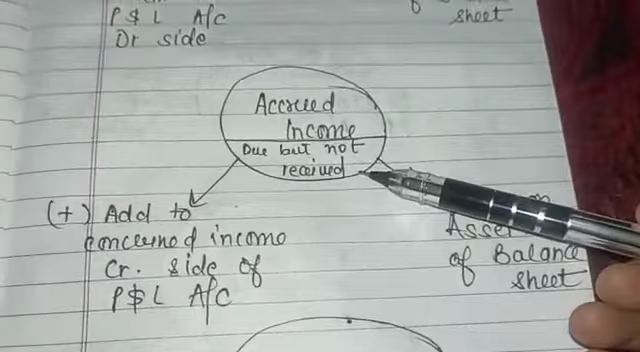 P & L A/C
Dr side
of
sheet
Accrued
Income
Due but not
received
(+) Add to
concerned income
Cr. side of
P & L A/C
Asset
of Balance
sheet